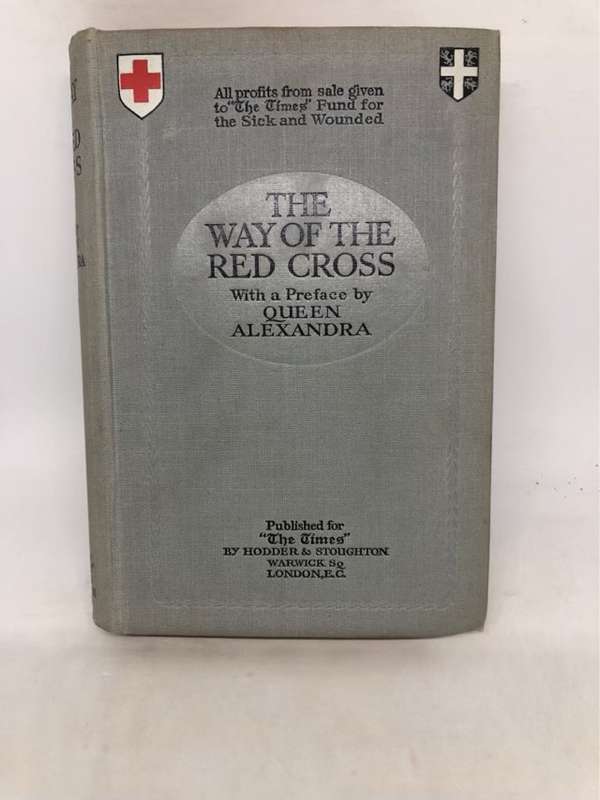 All profits from sale given
to "The Times" Fund for
the Sick and Wounded
THE
WAY OF THE
RED CROSS
With a Preface by
QUEEN
ALEXANDRA
Published for
"The Times"
BY HODDER & STOUGHTON
WARWICK SQ
LONDON, E.C.